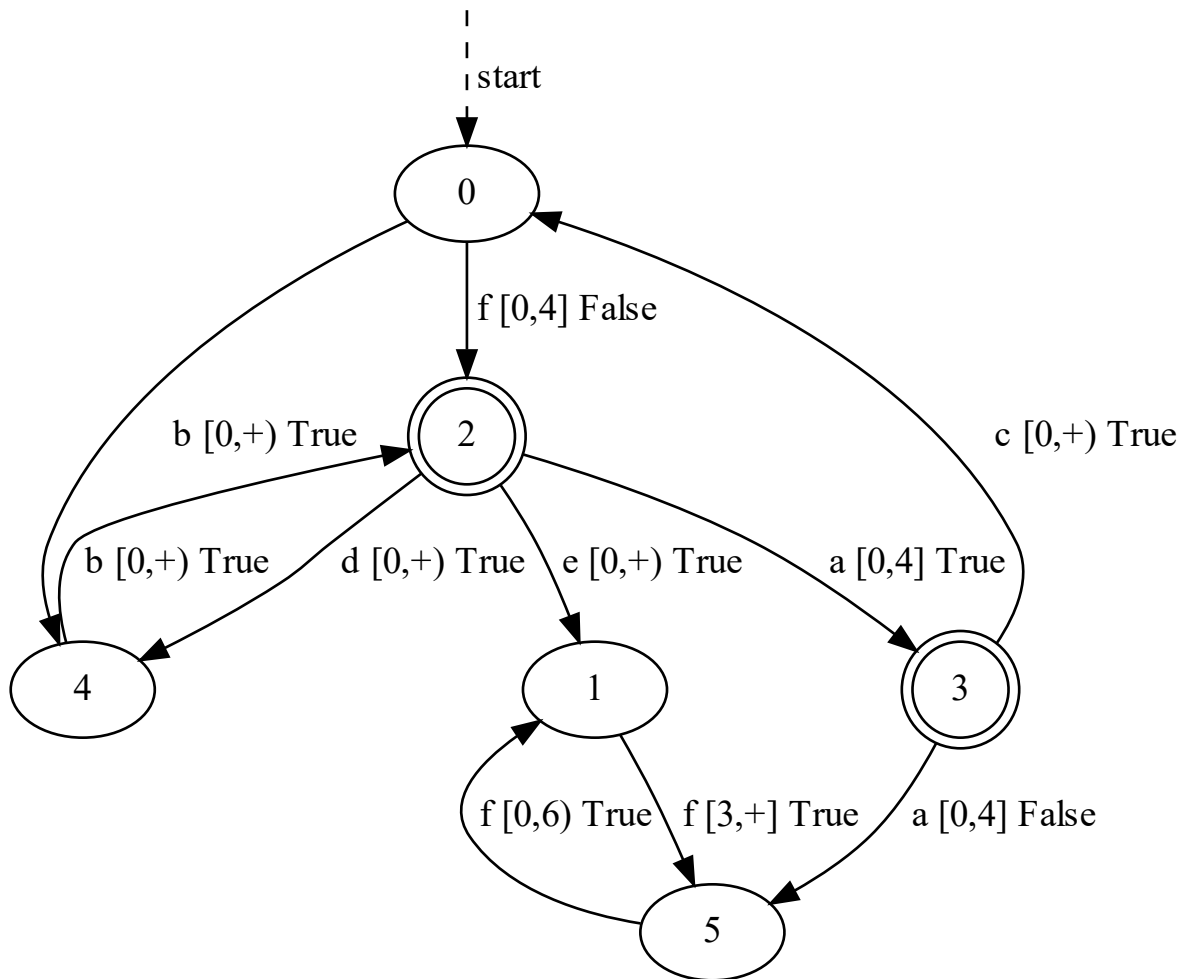 start
0
f [0,4] False
b [0,+) True
2
c [0,+) True
b [0,+) True
d [0,+) True
e [0,+) True
a [0,4] True
4
1
3
f [0,6) True
f [3,+] True
a [0,4] False
5